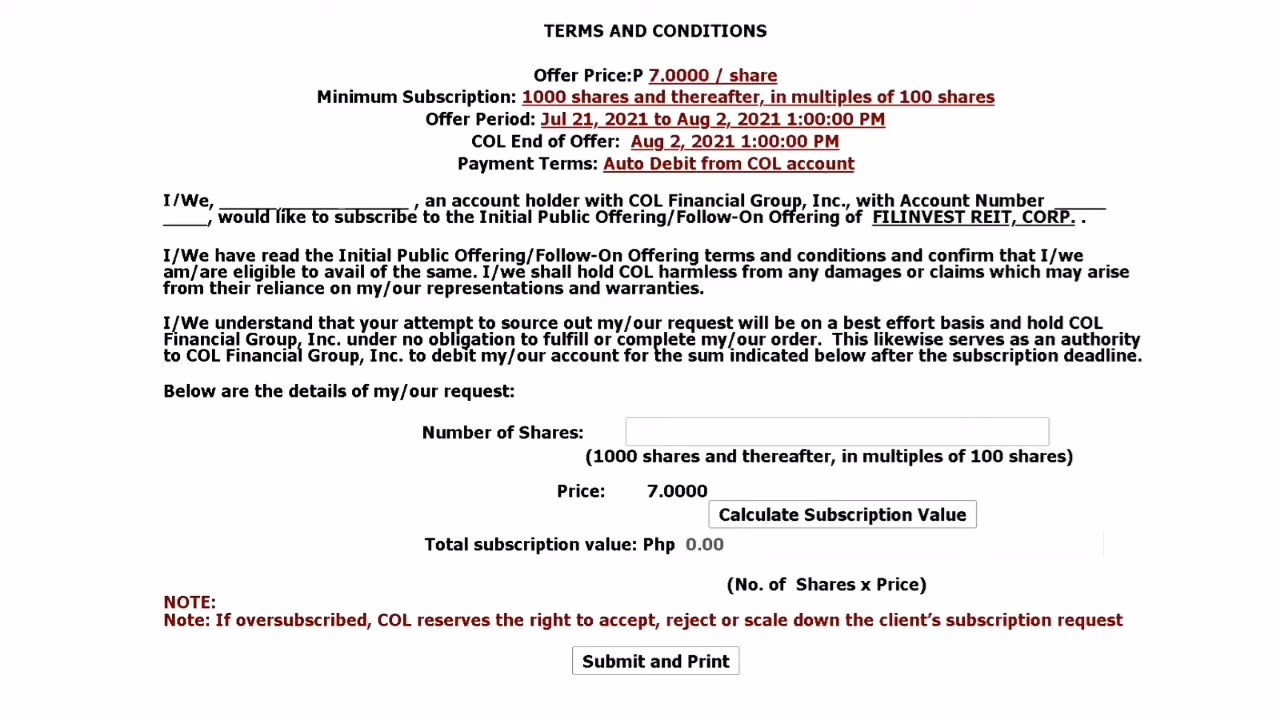 TERMS AND CONDITIONS
Offer Price:P 7.0000 / share
Minimum Subscription: 1000 shares and thereafter, in multiples of 100 shares
Offer Period: Jul 21, 2021 to Aug 2, 2021 1:00:00 PM
COL End of Offer: Aug 2, 2021 1:00:00 PM
Payment Terms: Auto Debit from COL account
I/We, ____________________ , an account holder with COL Financial Group, Inc., with Account Number _____
_____, would like to subscribe to the Initial Public Offering/Follow-On Offering of FILINVEST REIT, CORP. .
I/We have read the Initial Public Offering/Follow-On Offering terms and conditions and confirm that I/we
am/are eligible to avail of the same. I/we shall hold COL harmless from any damages or claims which may arise
from their reliance on my/our representations and warranties.
I/We understand that your attempt to source out my/our request will be on a best effort basis and hold COL
Financial Group, Inc. under no obligation to fulfill or complete my/our order. This likewise serves as an authority
to COL Financial Group, Inc. to debit my/our account for the sum indicated below after the subscription deadline.
Below are the details of my/our request:
Number of Shares:
(1000 shares and thereafter, in multiples of 100 shares)
Price: 7.0000
Calculate Subscription Value
Total subscription value: Php 0.00
(No. of Shares x Price)
NOTE:
Note: If oversubscribed, COL reserves the right to accept, reject or scale down the client’s subscription request
Submit and Print